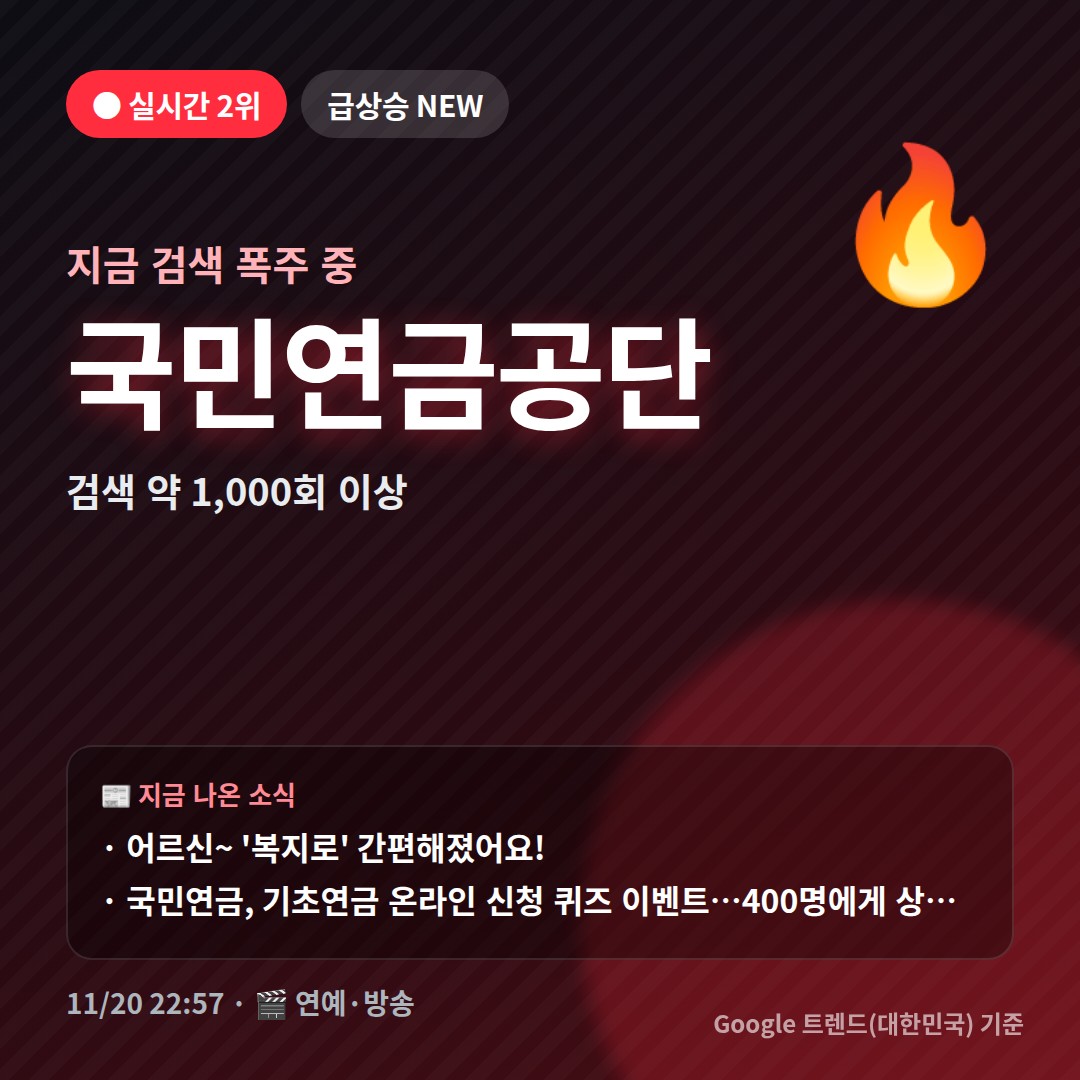 실시간 2위
급상승 NEW
지금 검색 폭주 중
국민연금공단
검색 약 1,000회 이상
지금 나온 소식
· 어르신~ '복지로' 간편해졌어요!
· 국민연금, 기초연금 온라인 신청 퀴즈 이벤트…400명에게 상…
11/20 22:57 · 🎬 연예·방송
Google 트렌드(대한민국) 기준